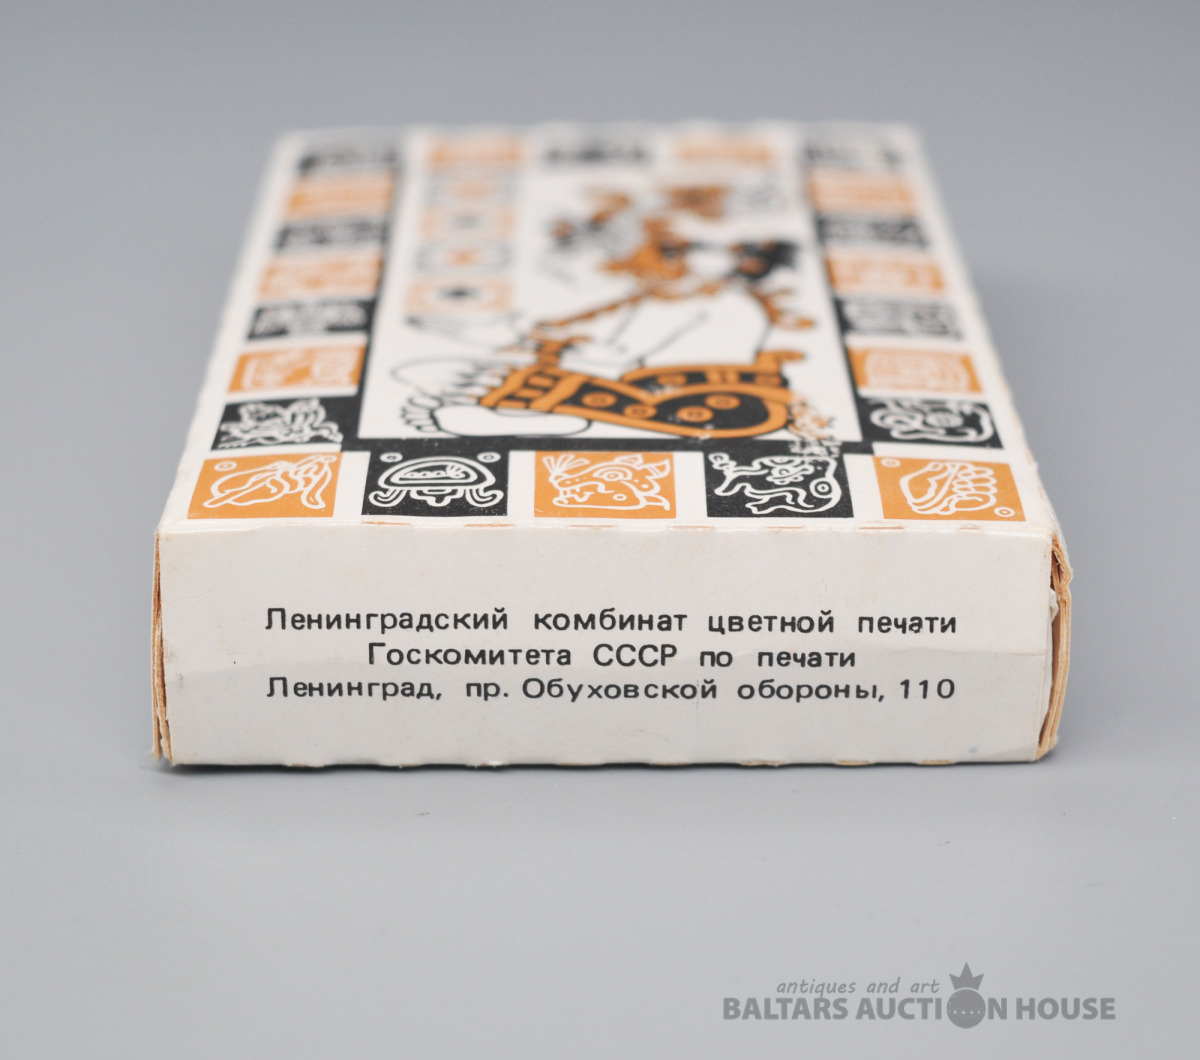 Ленинградский комбинат цветной печати
Госкомитета СССР по печати
Ленинград, пр. Обуховской обороны, 110
antiques and art
BALTARS AUCTION HOUSE